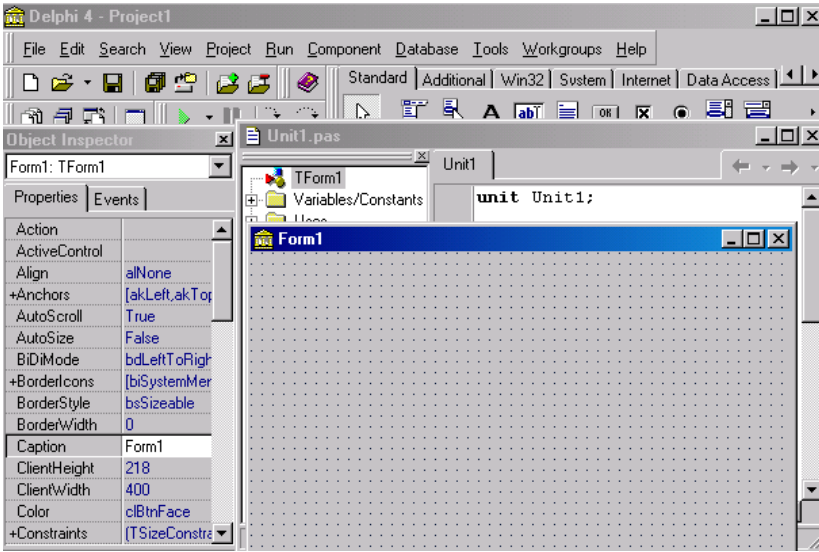 Delphi 4 - Project1
File Edit Search View Project Run Component Database Tools Workgroups Help
Standard Additional Win32 System Internet Data Access
A ab OK
Object Inspector
Form1: TForm1
Properties Events
Action
ActiveControl
Align alNone
+Anchors [akLeft,akTop
AutoScroll True
AutoSize False
BiDiMode bdLeftToRigh
+BorderIcons [biSystemMer
BorderStyle bsSizeable
BorderWidth 0
Caption Form1
ClientHeight 218
ClientWidth 400
Color clBtnFace
+Constraints (TSizeConstra
Unit1.pas
TForm1
Variables/Constants
Uses
Unit1
unit Unit1;
Form1